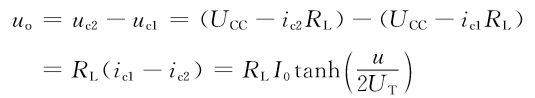 u_o = u_c2 − u_c1 = (U_CC − i_c2 R_L) − (U_CC − i_c1 R_L)
= R_L (i_c1 − i_c2) = R_L I_0 tanh(u / 2U_T)